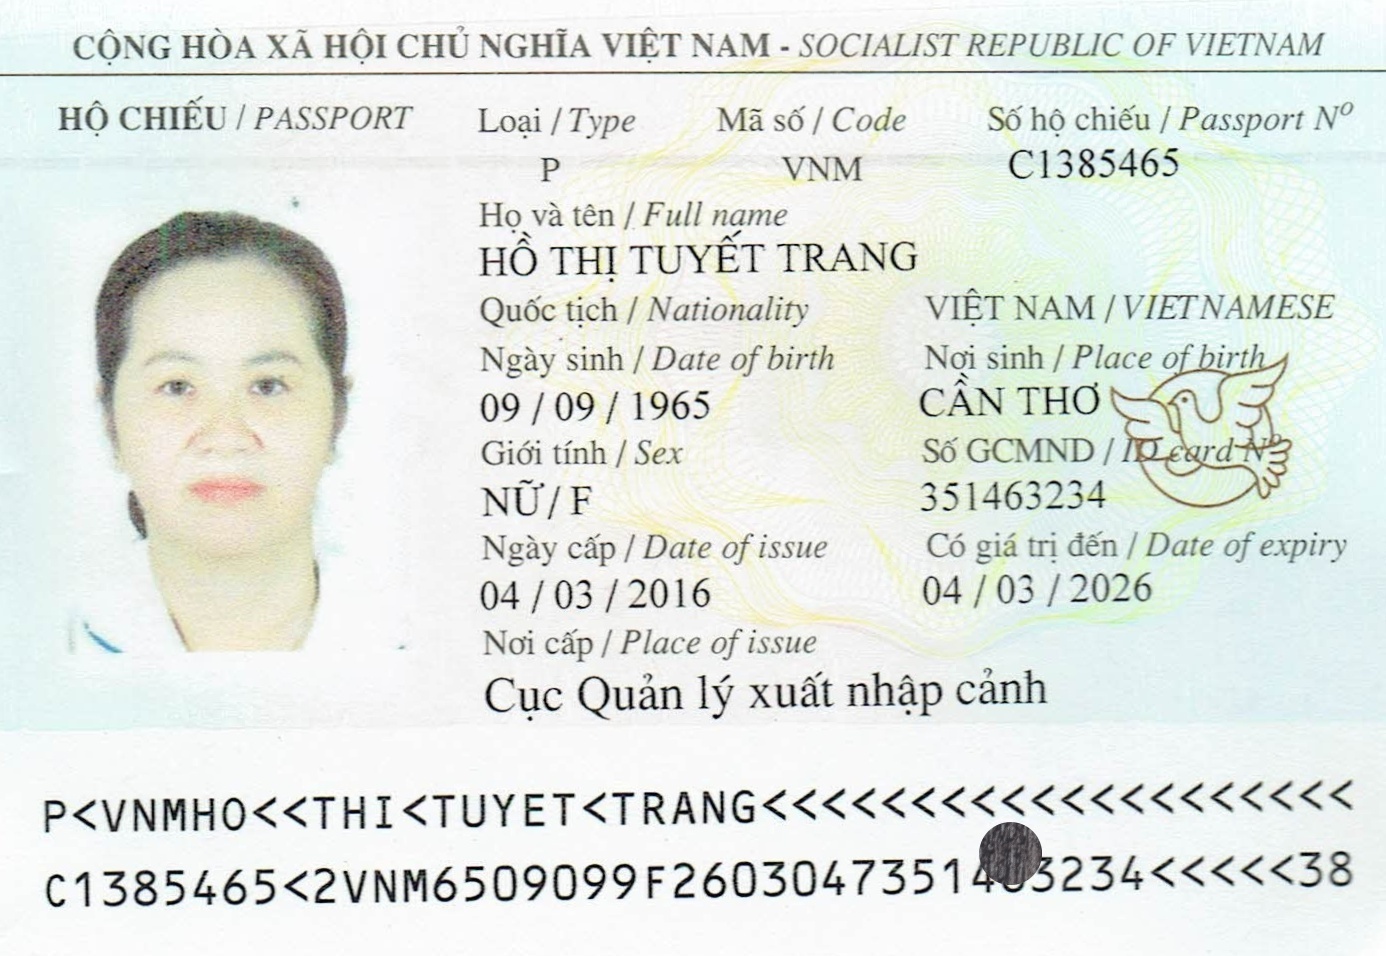 CỘNG HÒA XÃ HỘI CHỦ NGHĨA VIỆT NAM - SOCIALIST REPUBLIC OF VIETNAM
HỘ CHIẾU / PASSPORT
Loại / Type Mã số / Code Số hộ chiếu / Passport Nº
P VNM C1385465
Họ và tên / Full name
HỒ THỊ TUYẾT TRANG
Quốc tịch / Nationality VIỆT NAM / VIETNAMESE
Ngày sinh / Date of birth Nơi sinh / Place of birth
09 / 09 / 1965 CẦN THƠ
Giới tính / Sex Số GCMND / ID card Nº
NỮ / F 351463234
Ngày cấp / Date of issue Có giá trị đến / Date of expiry
04 / 03 / 2016 04 / 03 / 2026
Nơi cấp / Place of issue
Cục Quản lý xuất nhập cảnh
P<VNMHO<<THI<TUYET<TRANG<<<<<<<<<<<<<<<<<<<<